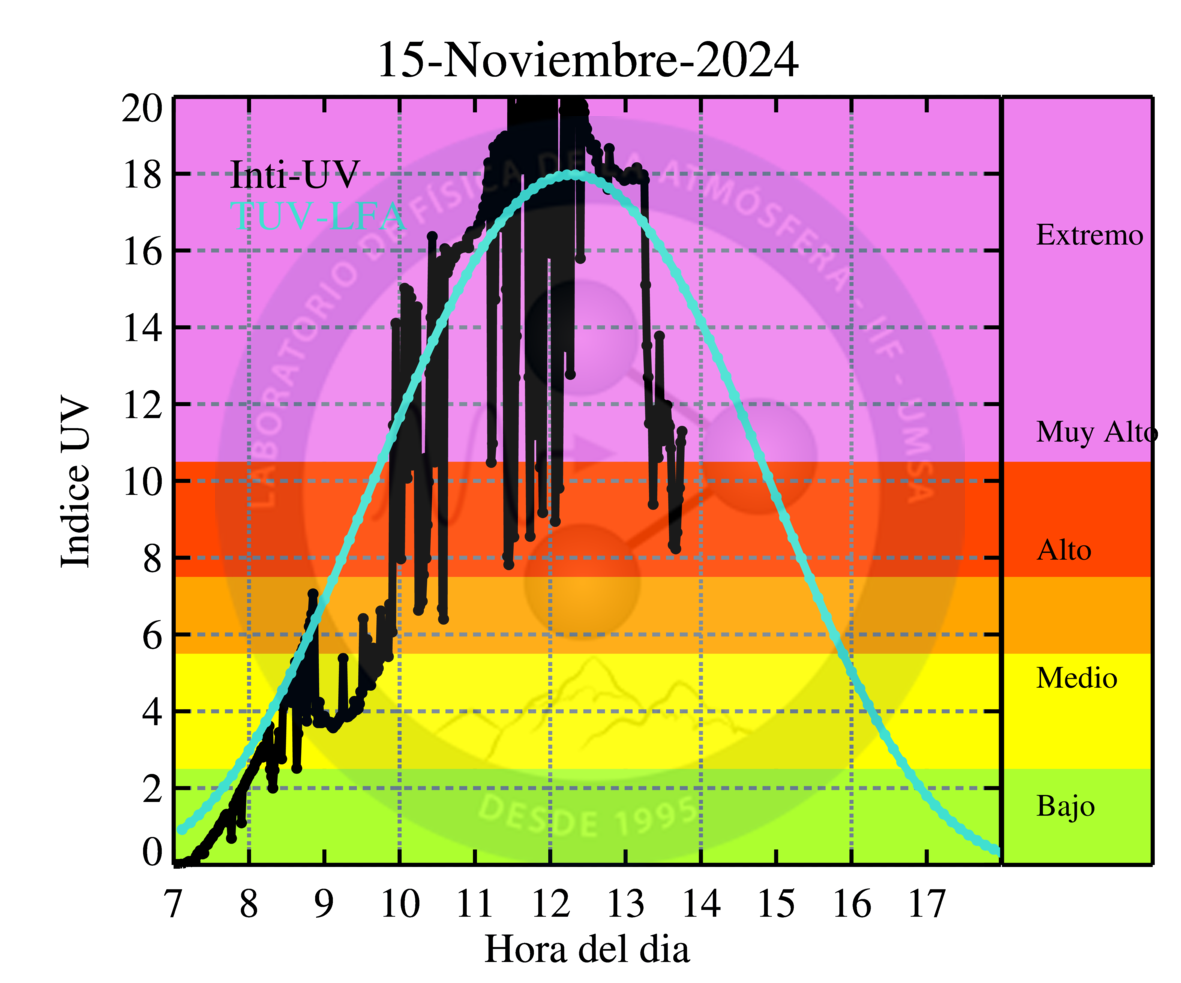 15-Noviembre-2024
Indice UV
20
18
16
14
12
10
8
6
4
2
0
Inti-UV
TUV-LFA
LABORATORIO DE FÍSICA DE LA ATMÓSFERA - IIF - UMSA
DESDE 1995
Extremo
Muy Alto
Alto
Medio
Bajo
7 8 9 10 11 12 13 14 15 16 17
Hora del dia